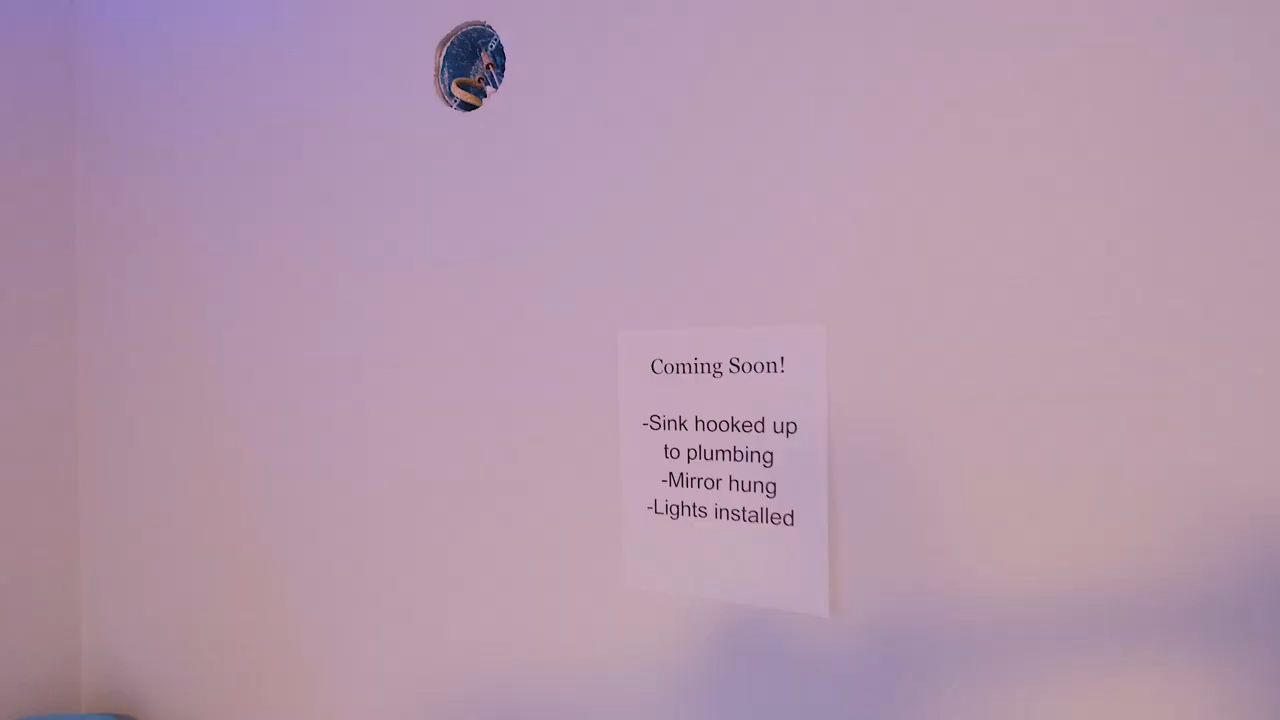 Coming Soon!
-Sink hooked up
to plumbing
-Mirror hung
-Lights installed